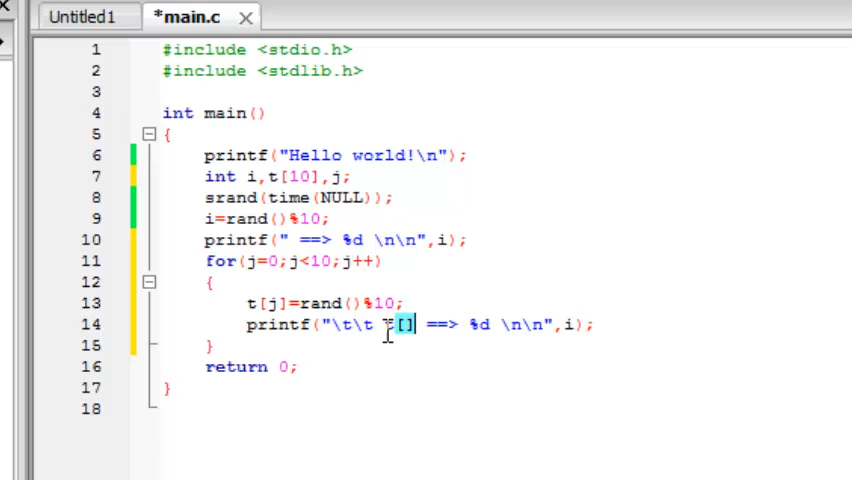 Untitled1 *main.c
1 #include <stdio.h>
2 #include <stdlib.h>
3
4 int main()
5 {
6 printf("Hello world!\n");
7 int i,t[10],j;
8 srand(time(NULL));
9 i=rand()%10;
10 printf(" ==> %d \n\n",i);
11 for(j=0;j<10;j++)
12 {
13 t[j]=rand()%10;
14 printf("\t\t t[] ==> %d \n\n",i);
15 }
16 return 0;
17 }
18